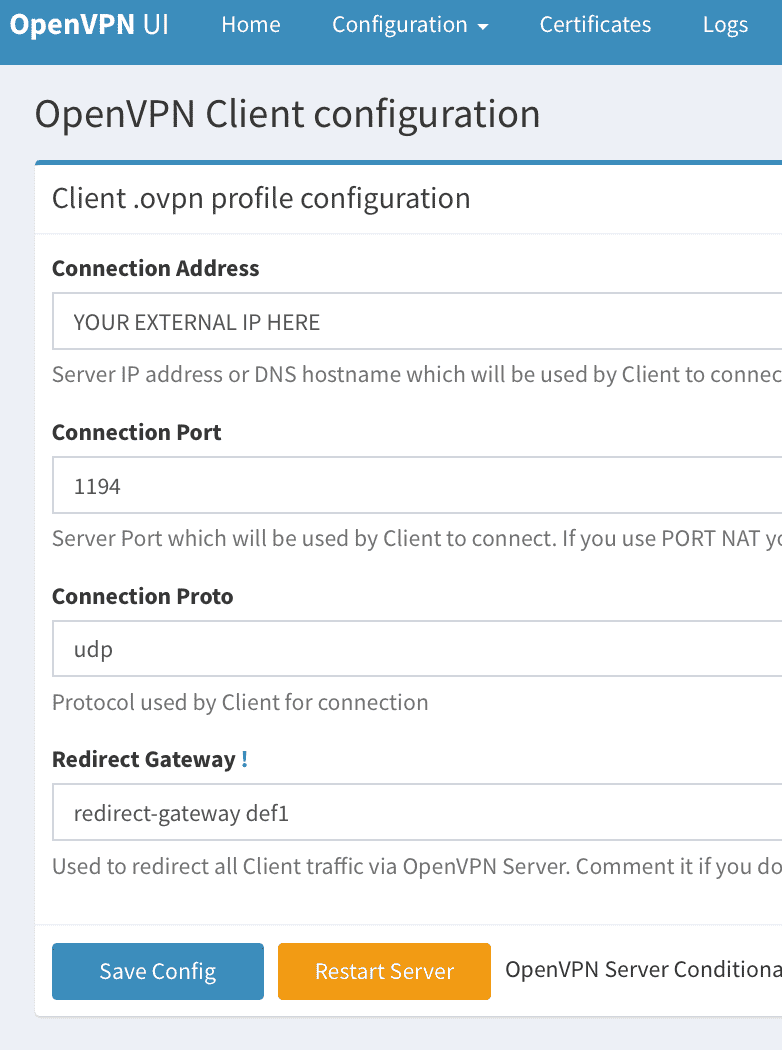 OpenVPN UI Home Configuration Certificates Logs
OpenVPN Client configuration
Client .ovpn profile configuration
Connection Address
YOUR EXTERNAL IP HERE
Server IP address or DNS hostname which will be used by Client to connec
Connection Port
1194
Server Port which will be used by Client to connect. If you use PORT NAT yo
Connection Proto
udp
Protocol used by Client for connection
Redirect Gateway !
redirect-gateway def1
Used to redirect all Client traffic via OpenVPN Server. Comment it if you do
Save Config Restart Server OpenVPN Server Conditiona